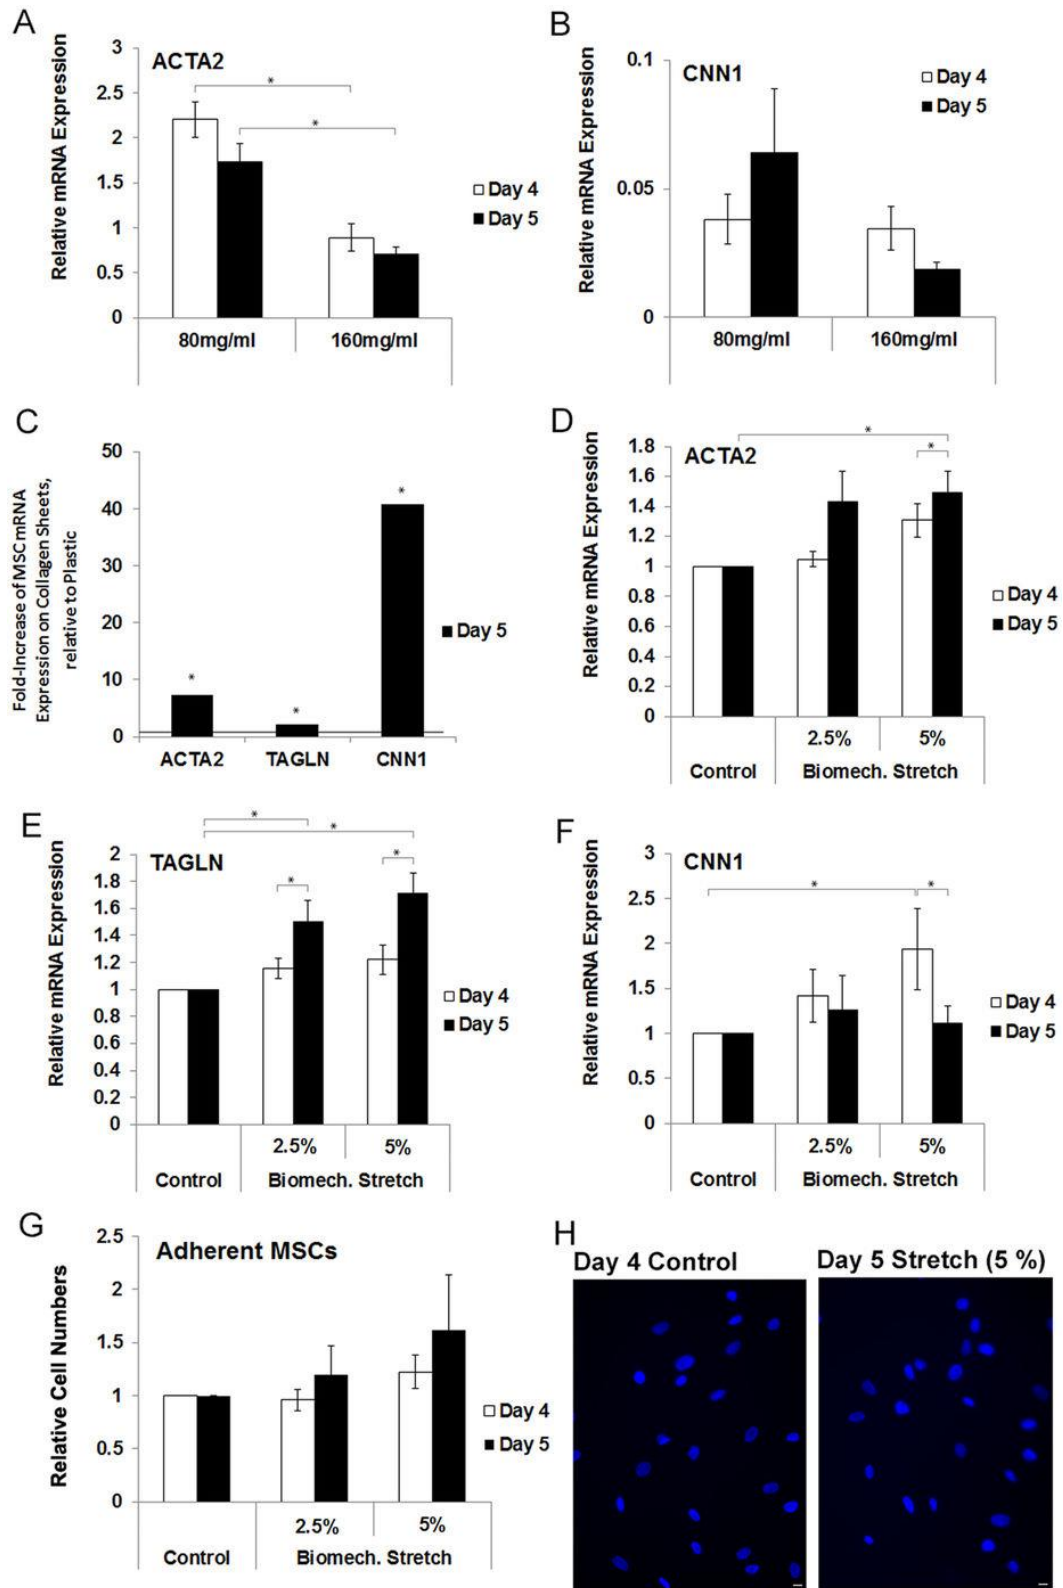 A
ACTA2
Relative mRNA Expression
3
2.5
2
1.5
1
0.5
0
*
*
Day 4
Day 5
80mg/ml 160mg/ml
B
CNN1
Relative mRNA Expression
0.1
0.05
0
Day 4
Day 5
80mg/ml 160mg/ml
C
Fold-Increase of MSC mRNA
Expression on Collagen Sheets,
relative to Plastic
50
40
30
20
10
0
*
*
*
Day 5
ACTA2 TAGLN CNN1
D
ACTA2
Relative mRNA Expression
1.8
1.6
1.4
1.2
1
0.8
0.6
0.4
0.2
0
*
*
Day 4
Day 5
2.5% 5%
Control Biomech. Stretch
E
TAGLN
Relative mRNA Expression
2
1.8
1.6
1.4
1.2
1
0.8
0.6
0.4
0.2
0
*
*
*
*
Day 4
Day 5
2.5% 5%
Control Biomech. Stretch
F
CNN1
Relative mRNA Expression
3
2.5
2
1.5
1
0.5
0
*
*
Day 4
Day 5
2.5% 5%
Control Biomech. Stretch
G
Adherent MSCs
Relative Cell Numbers
2.5
2
1.5
1
0.5
0
Day 4
Day 5
2.5% 5%
Control Biomech. Stretch
H
Day 4 Control Day 5 Stretch (5 %)